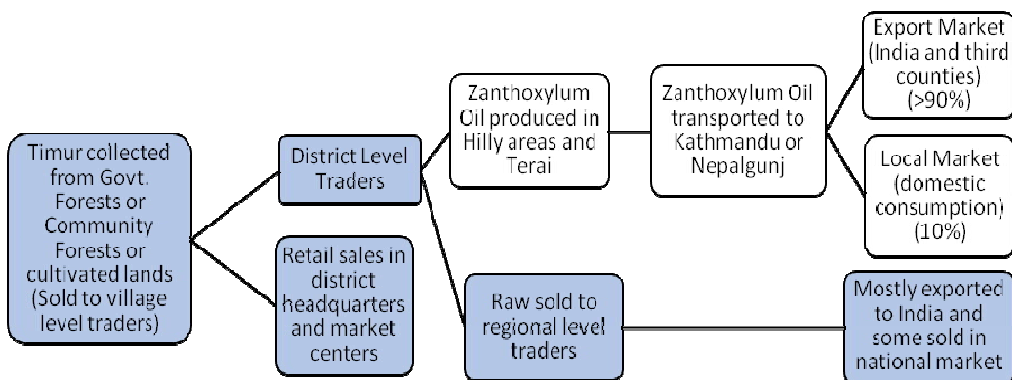 Timur collected
from Govt.
Forests or
Community
Forests or
cultivated lands
(Sold to village
level traders)
District Level
Traders
Retail sales in
district
headquarters
and market
centers
Zanthoxylum
Oil produced in
Hilly areas and
Terai
Raw sold to
regional level
traders
Zanthoxylum Oil
transported to
Kathmandu or
Nepalgunj
Export Market
(India and third
counties)
(>90%)
Local Market
(domestic
consumption)
(10%)
Mostly exported
to India and
some sold in
national market